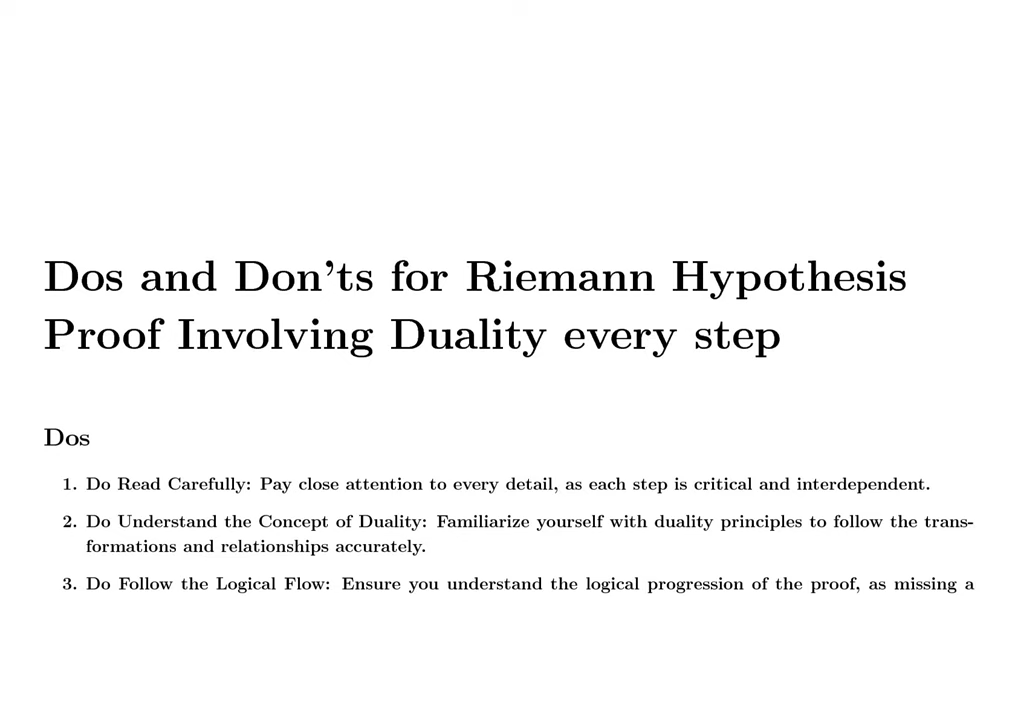 Dos and Don'ts for Riemann Hypothesis
Proof Involving Duality every step
Dos
1. Do Read Carefully: Pay close attention to every detail, as each step is critical and interdependent.
2. Do Understand the Concept of Duality: Familiarize yourself with duality principles to follow the trans-
formations and relationships accurately.
3. Do Follow the Logical Flow: Ensure you understand the logical progression of the proof, as missing a